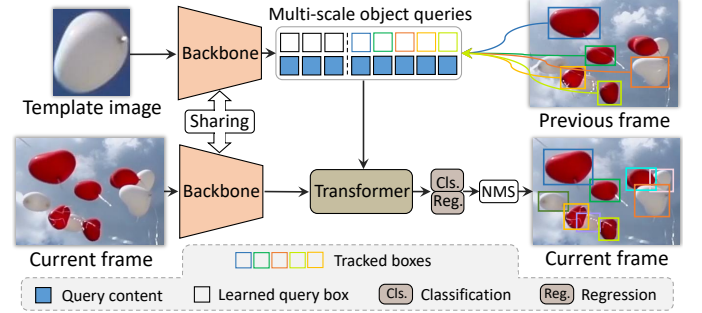 Multi-scale object queries
Backbone
Template image
Previous frame
Sharing
Backbone
Transformer
Cls.
Reg.
NMS
Current frame
Current frame
Tracked boxes
Query content
Learned query box
Cls. Classification
Reg. Regression